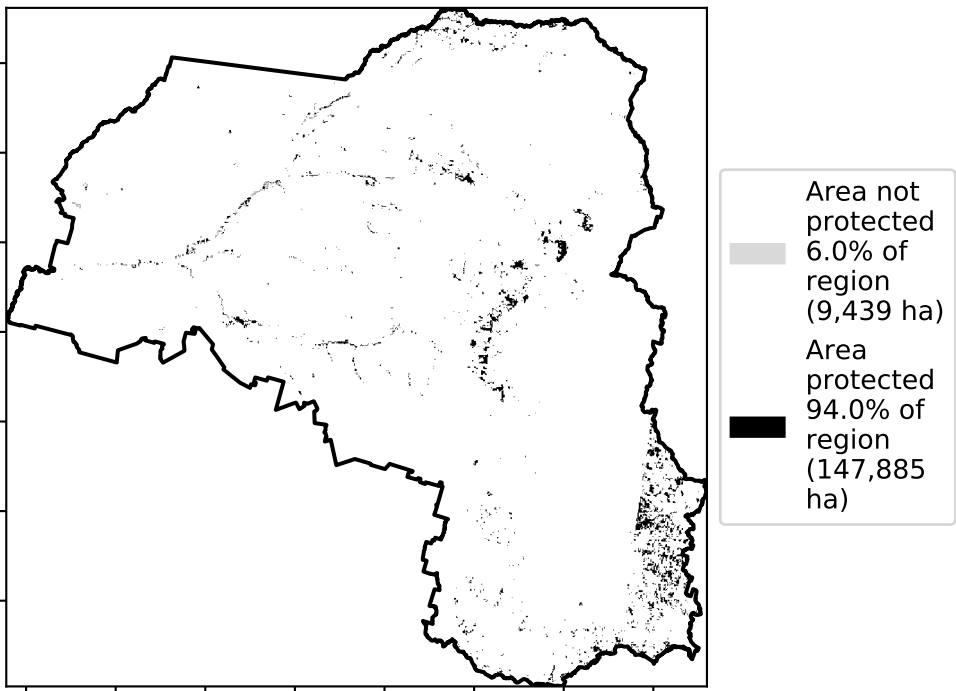 Area not
protected
6.0% of
region
(9,439 ha)
Area
protected
94.0% of
region
(147,885
ha)